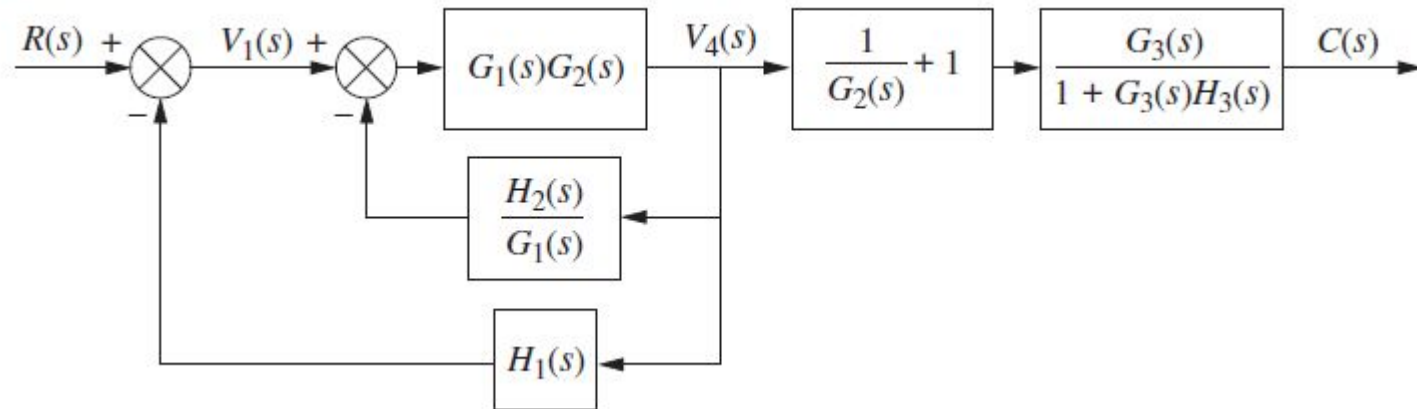 R(s) + V₁(s) + G₁(s)G₂(s) V₄(s) 1/G₂(s) + 1 G₃(s)/1 + G₃(s)H₃(s) C(s)
− −
H₂(s)/G₁(s)
H₁(s)